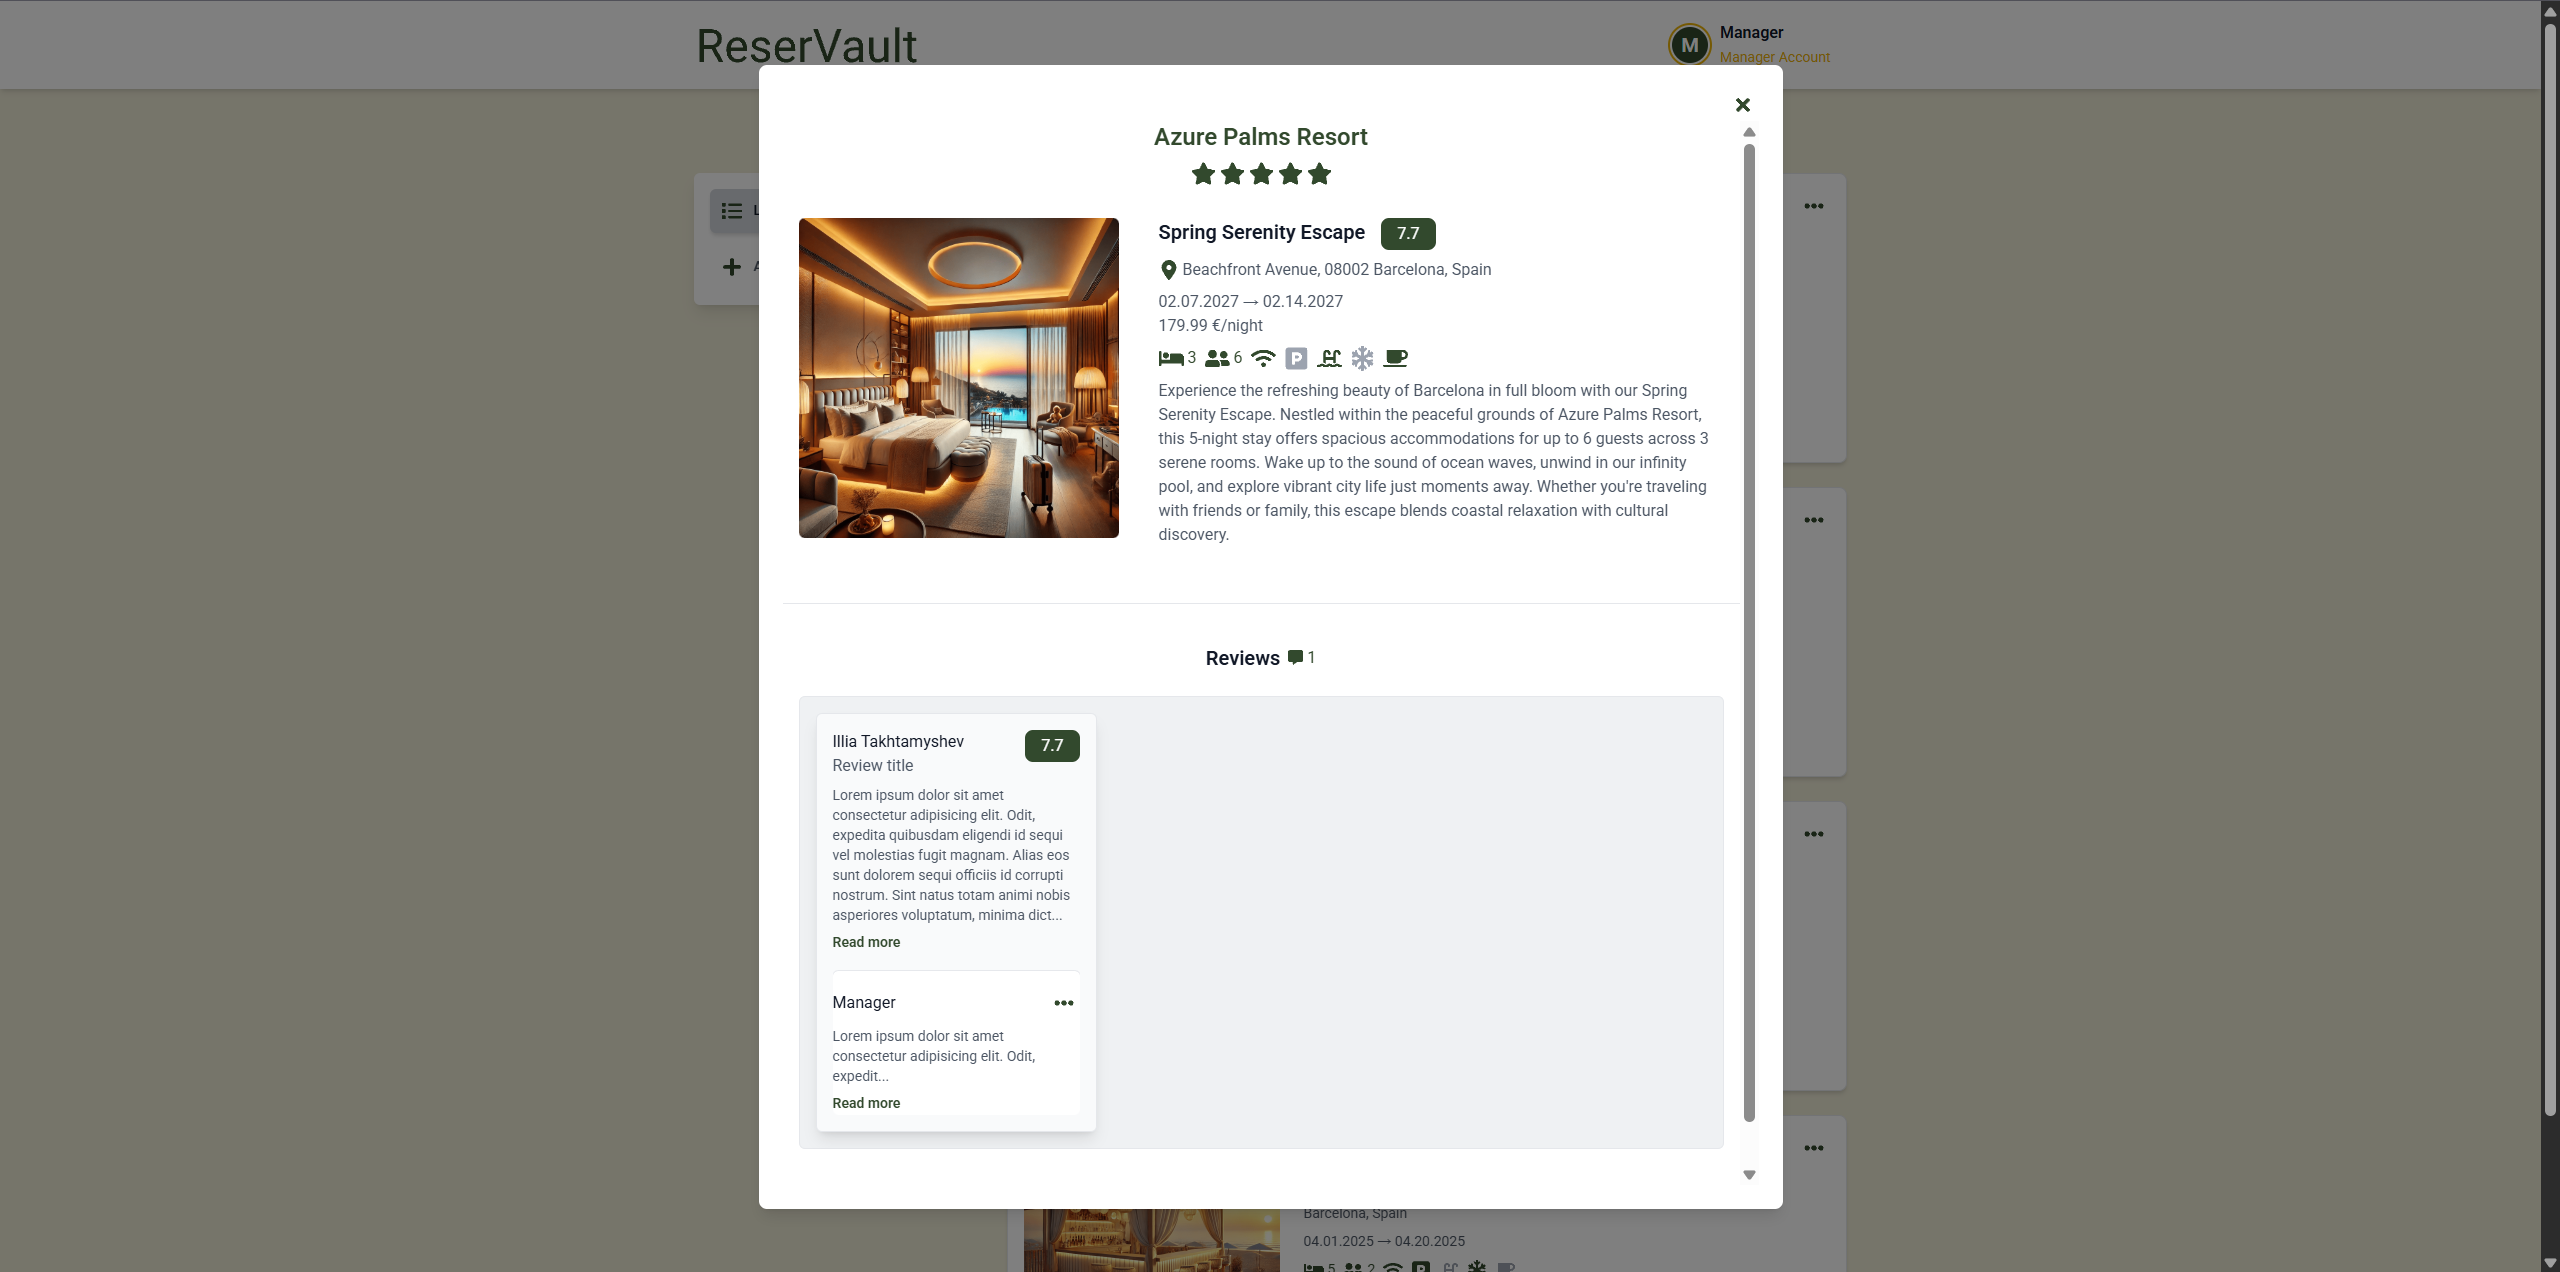 ReserVault
M
Manager
Manager Account
Azure Palms Resort
Spring Serenity Escape 7.7
Beachfront Avenue, 08002 Barcelona, Spain
02.07.2027 → 02.14.2027
179.99 €/night
3 6 P
Experience the refreshing beauty of Barcelona in full bloom with our Spring
Serenity Escape. Nestled within the peaceful grounds of Azure Palms Resort,
this 5-night stay offers spacious accommodations for up to 6 guests across 3
serene rooms. Wake up to the sound of ocean waves, unwind in our infinity
pool, and explore vibrant city life just moments away. Whether you're traveling
with friends or family, this escape blends coastal relaxation with cultural
discovery.
Reviews 1
Illia Takhtamyshev 7.7
Review title
Lorem ipsum dolor sit amet
consectetur adipisicing elit. Odit,
expedita quibusdam eligendi id sequi
vel molestias fugit magnam. Alias eos
sunt dolorem sequi officiis id corrupti
nostrum. Sint natus totam animi nobis
asperiores voluptatum, minima dict...
Read more
Manager
Lorem ipsum dolor sit amet
consectetur adipisicing elit. Odit,
expedit...
Read more
Barcelona, Spain
04.01.2025 → 04.20.2025
5 2 P